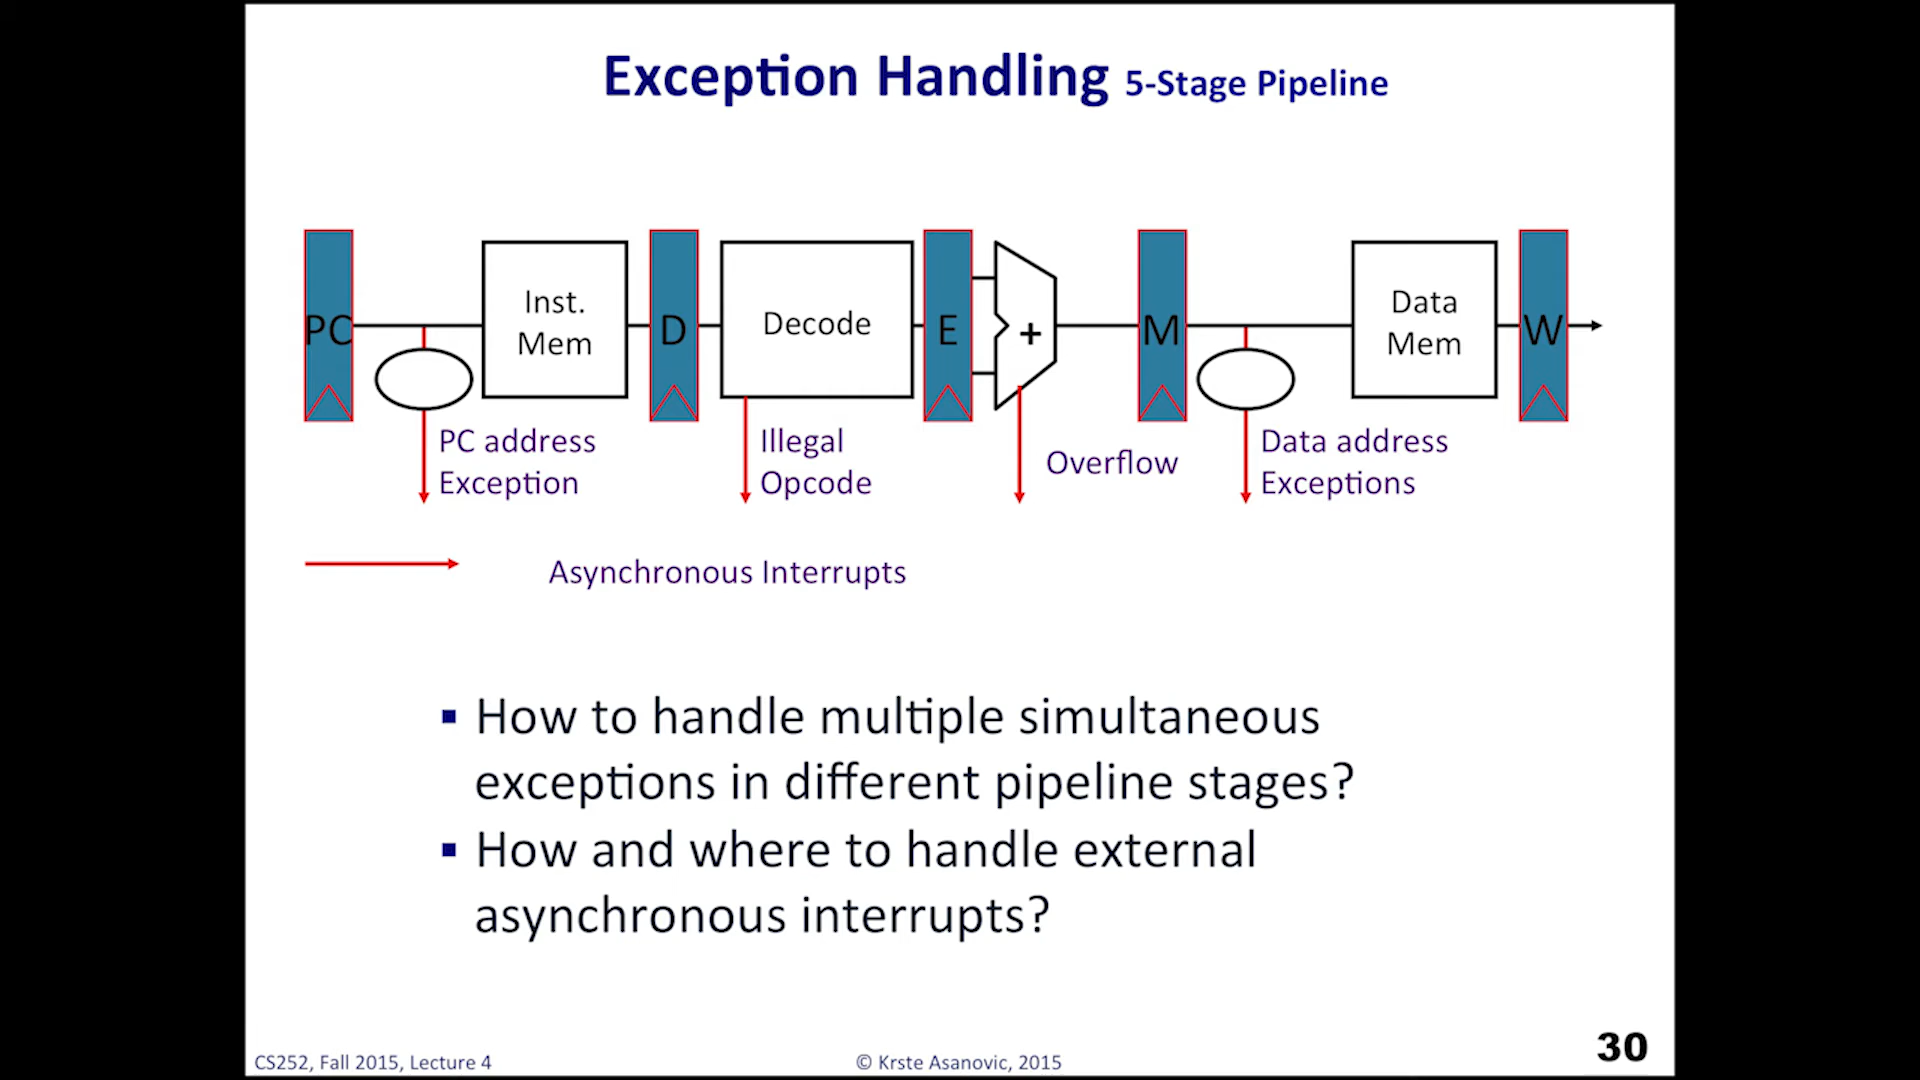 Exception Handling 5-Stage Pipeline
PC
Inst.
Mem
D
Decode
E
+
M
Data
Mem
W
PC address
Exception
Illegal
Opcode
Overflow
Data address
Exceptions
Asynchronous Interrupts
▪ How to handle multiple simultaneous
exceptions in different pipeline stages?
▪ How and where to handle external
asynchronous interrupts?
CS252, Fall 2015, Lecture 4
© Krste Asanovic, 2015
30